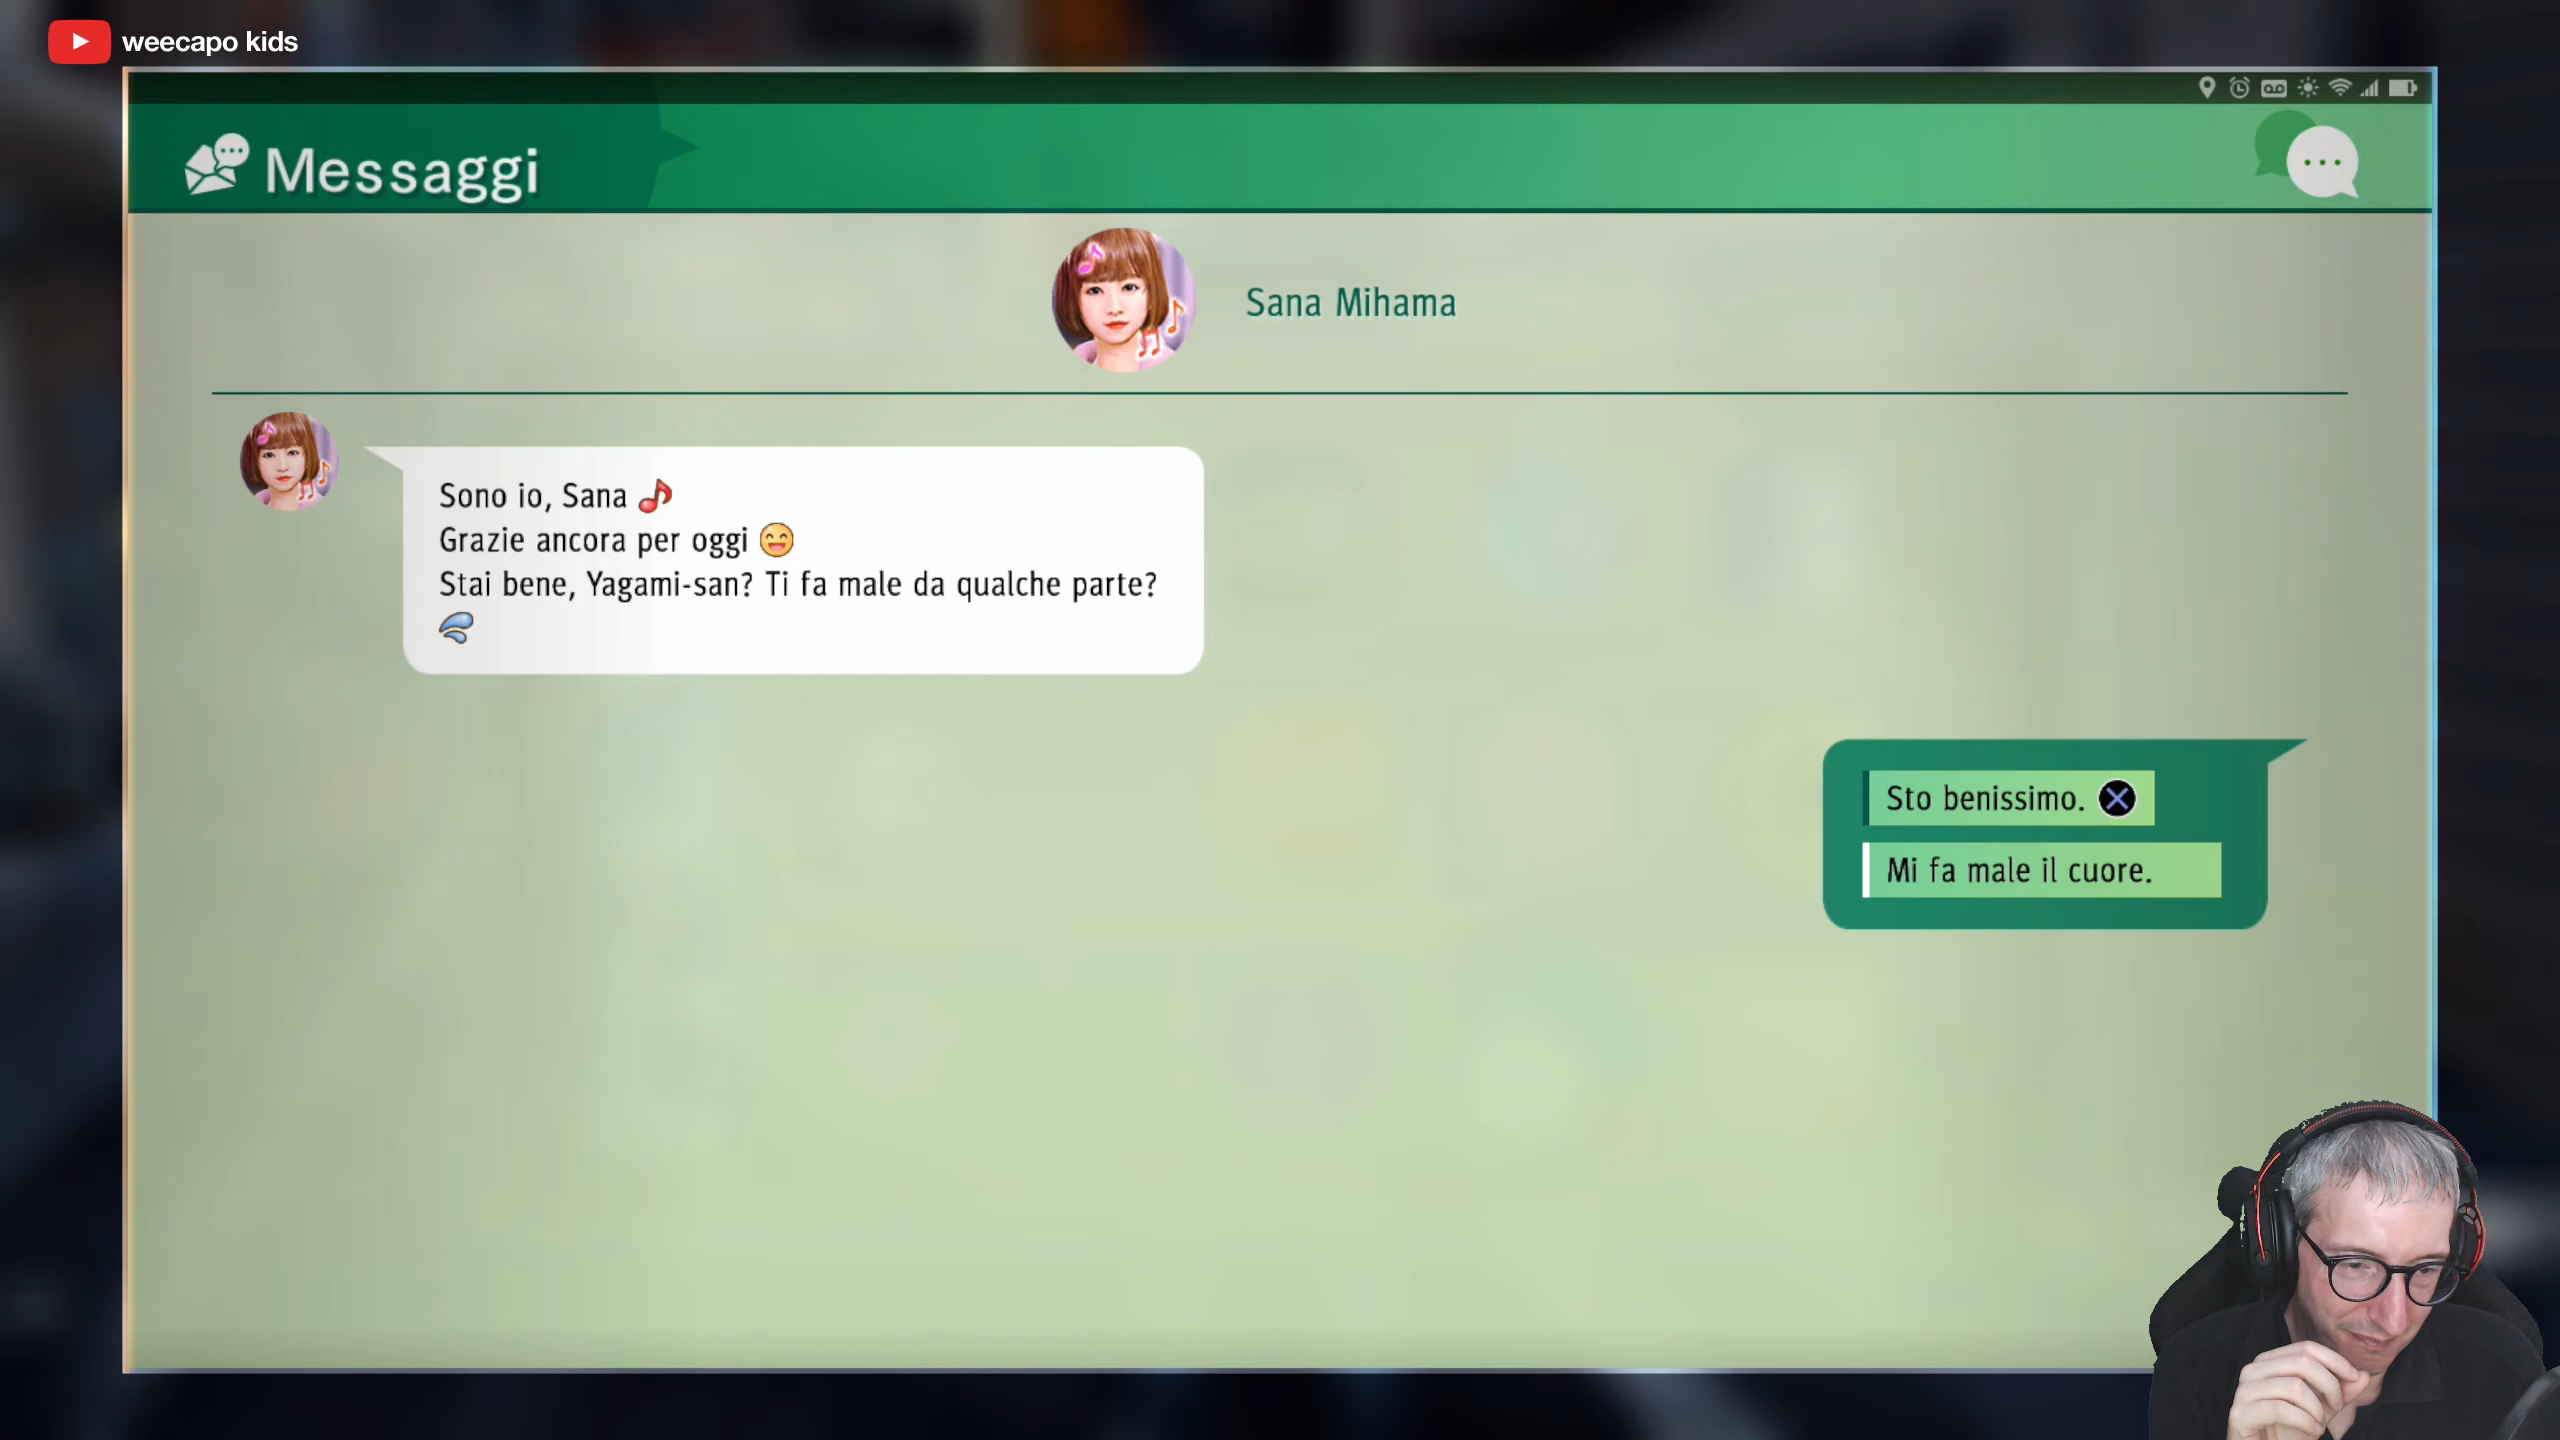 weecapo kids
Messaggi
Sana Mihama
Sono io, Sana
Grazie ancora per oggi
Stai bene, Yagami-san? Ti fa male da qualche parte?
Sto benissimo.
Mi fa male il cuore.